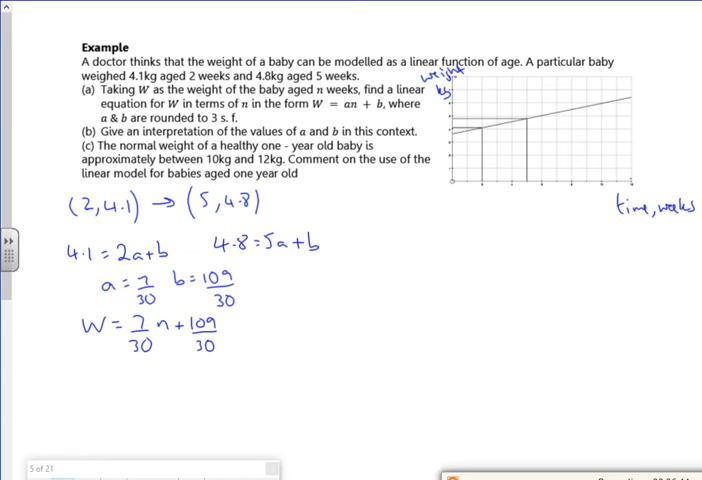 Example
A doctor thinks that the weight of a baby can be modelled as a linear function of age. A particular baby
weighed 4.1kg aged 2 weeks and 4.8kg aged 5 weeks.
(a) Taking W as the weight of the baby aged n weeks, find a linear
equation for W in terms of n in the form W = an + b, where
a & b are rounded to 3 s. f.
(b) Give an interpretation of the values of a and b in this context.
(c) The normal weight of a healthy one - year old baby is
approximately between 10kg and 12kg. Comment on the use of the
linear model for babies aged one year old
weight
kg
time, weeks
(2, 4.1) → (5, 4.8)
4.1 = 2a+b 4.8 = 5a+b
a = 7/30 b = 109/30
W = 7/30 n + 109/30
5 of 21